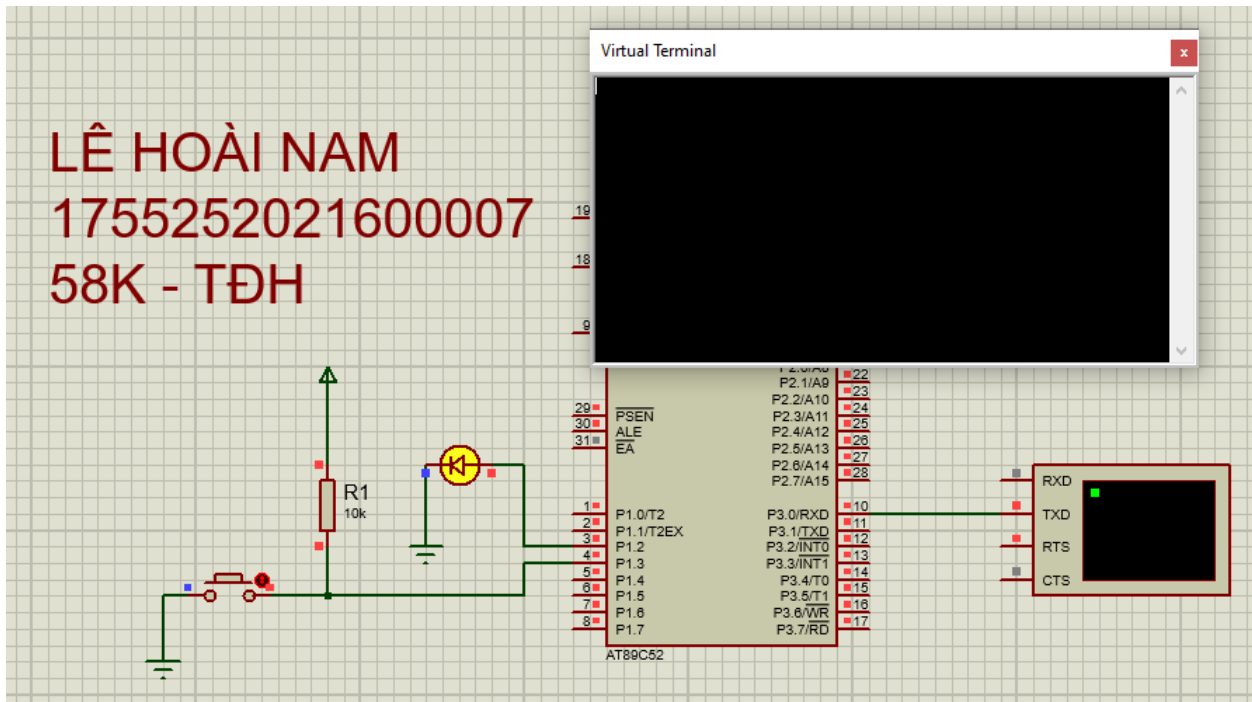 Virtual Terminal
LÊ HOÀI NAM
1755252021600007
58K - TĐH
19
18
9
29
30
31
PSEN
ALE
EA
P2.1/A9
P2.2/A10
P2.3/A11
P2.4/A12
P2.5/A13
P2.6/A14
P2.7/A15
22
23
24
25
26
27
28
R1
10k
1
2
3
4
5
6
7
8
P1.0/T2
P1.1/T2EX
P1.2
P1.3
P1.4
P1.5
P1.6
P1.7
P3.0/RXD
P3.1/TXD
P3.2/INT0
P3.3/INT1
P3.4/T0
P3.5/T1
P3.6/WR
P3.7/RD
10
11
12
13
14
15
16
17
AT89C52
RXD
TXD
RTS
CTS